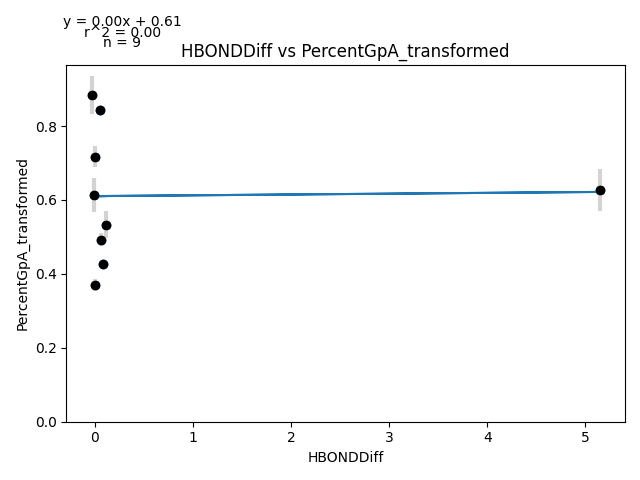 y = 0.00x + 0.61
r^2 = 0.00
n = 9
HBONDDiff vs PercentGpA_transformed
PercentGpA_transformed
0.8
0.6
0.4
0.2
0.0
0 1 2 3 4 5
HBONDDiff